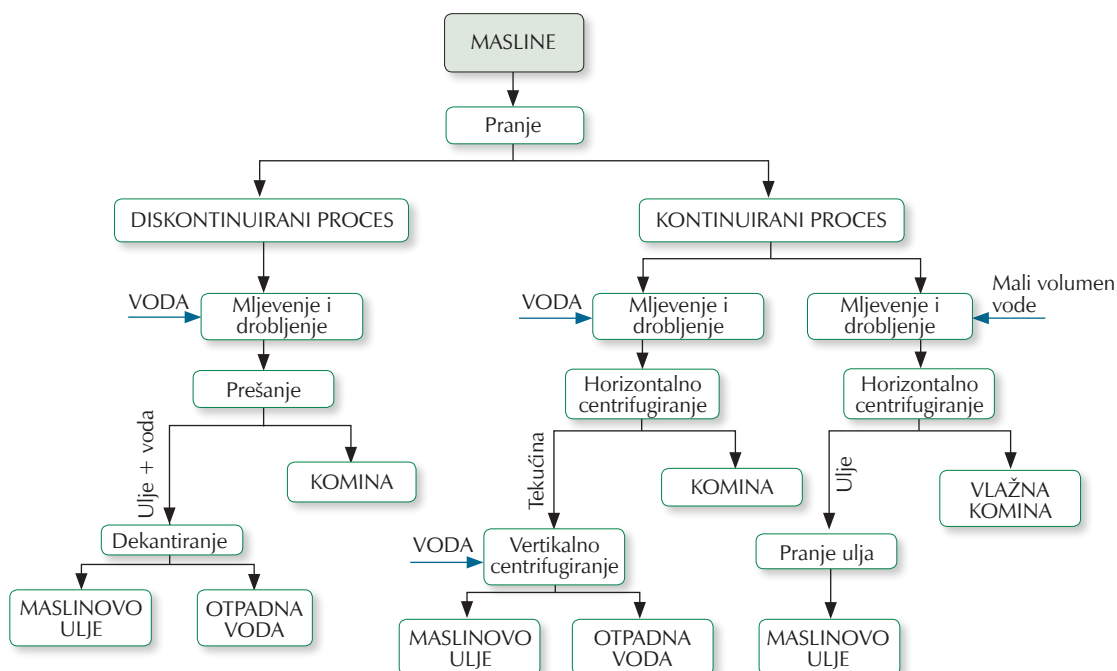 MASLINE
Pranje
DISKONTINUIRANI PROCES
KONTINUIRANI PROCES
VODA
Mljevenje i
drobljenje
VODA
Mljevenje i
drobljenje
Mljevenje i
drobljenje
Mali volumen
vode
Prešanje
Horizontalno
centrifugiranje
Horizontalno
centrifugiranje
Ulje + voda
KOMINA
Tekućina
KOMINA
Ulje
VLAŽNA
KOMINA
Dekantiranje
VODA
Vertikalno
centrifugiranje
Pranje ulja
MASLINOVO
ULJE
OTPADNA
VODA
MASLINOVO
ULJE
OTPADNA
VODA
MASLINOVO
ULJE